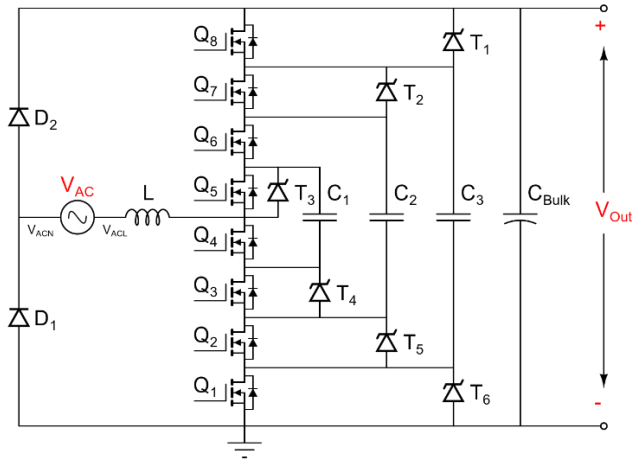 Q8
T1
+
Q7
T2
D2
Q6
VAC
L
Q5
T3
C1
C2
C3
CBulk
VOut
VACN
VACL
Q4
Q3
T4
D1
Q2
T5
Q1
T6
-